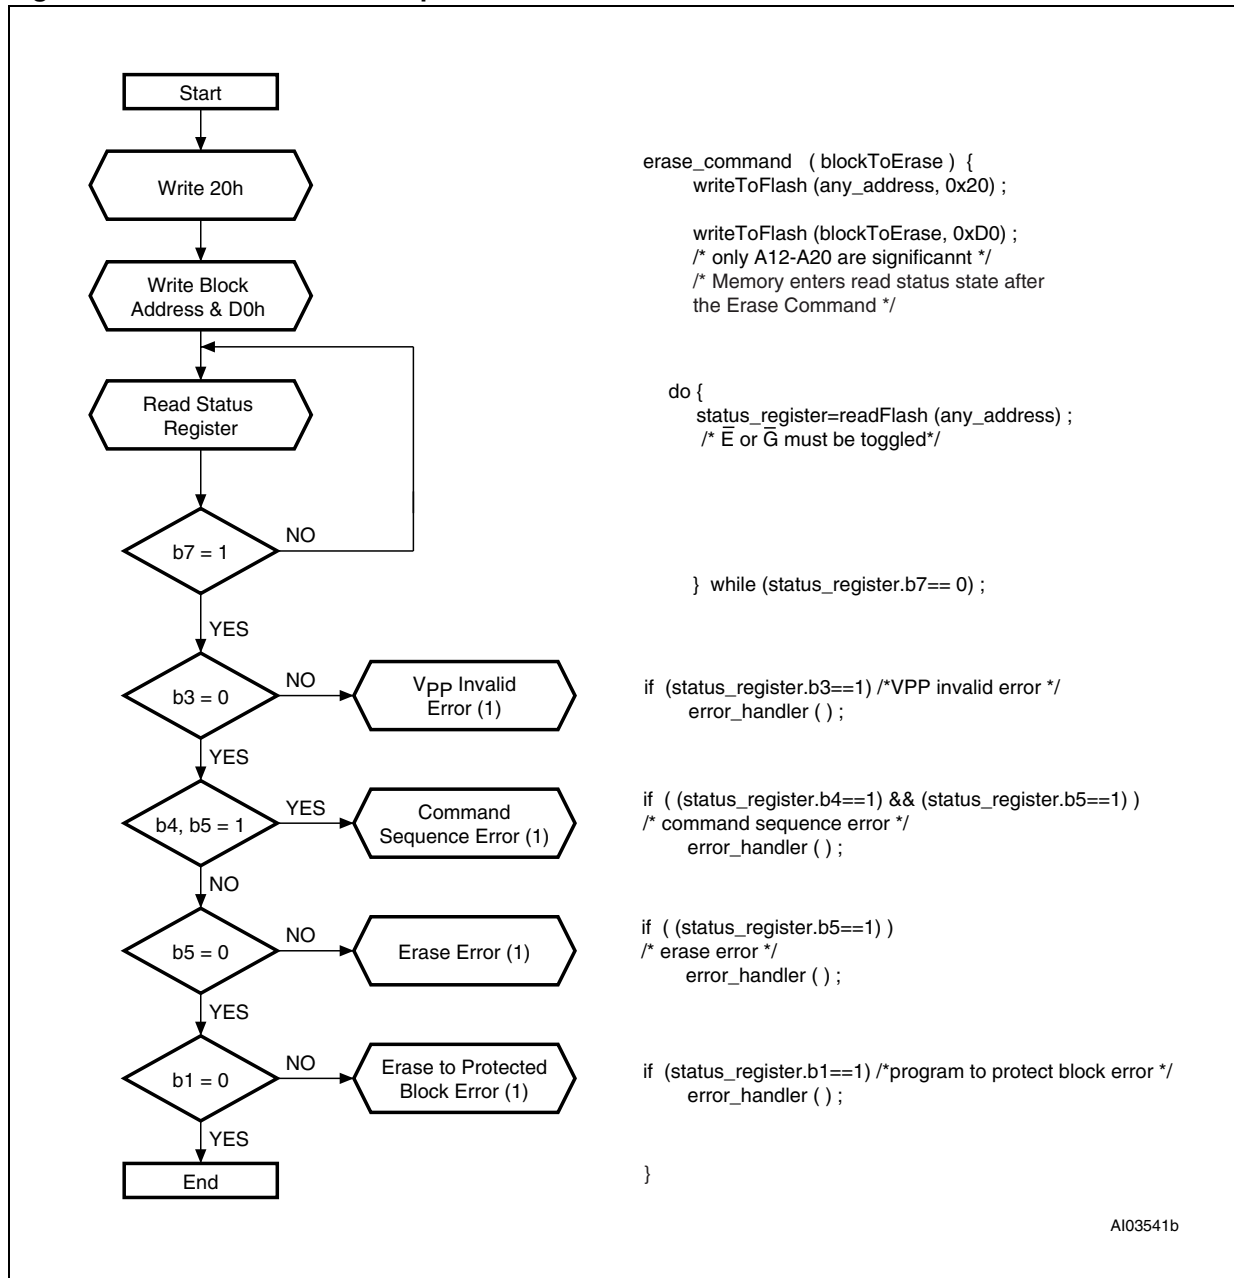 Start
Write 20h
Write Block
Address & D0h
Read Status
Register
b7 = 1
NO
YES
b3 = 0
NO
VPP Invalid
Error (1)
YES
b4, b5 = 1
YES
Command
Sequence Error (1)
NO
b5 = 0
NO
Erase Error (1)
YES
b1 = 0
NO
Erase to Protected
Block Error (1)
YES
End
erase_command ( blockToErase ) {
writeToFlash (any_address, 0x20) ;
writeToFlash (blockToErase, 0xD0) ;
/* only A12-A20 are significannt */
/* Memory enters read status state after
the Erase Command */
do {
status_register=readFlash (any_address) ;
/* E̅ or G̅ must be toggled*/
} while (status_register.b7== 0) ;
if (status_register.b3==1) /*VPP invalid error */
error_handler ( ) ;
if ( (status_register.b4==1) && (status_register.b5==1) )
/* command sequence error */
error_handler ( ) ;
if ( (status_register.b5==1) )
/* erase error */
error_handler ( ) ;
if (status_register.b1==1) /*program to protect block error */
error_handler ( ) ;
}
AI03541b